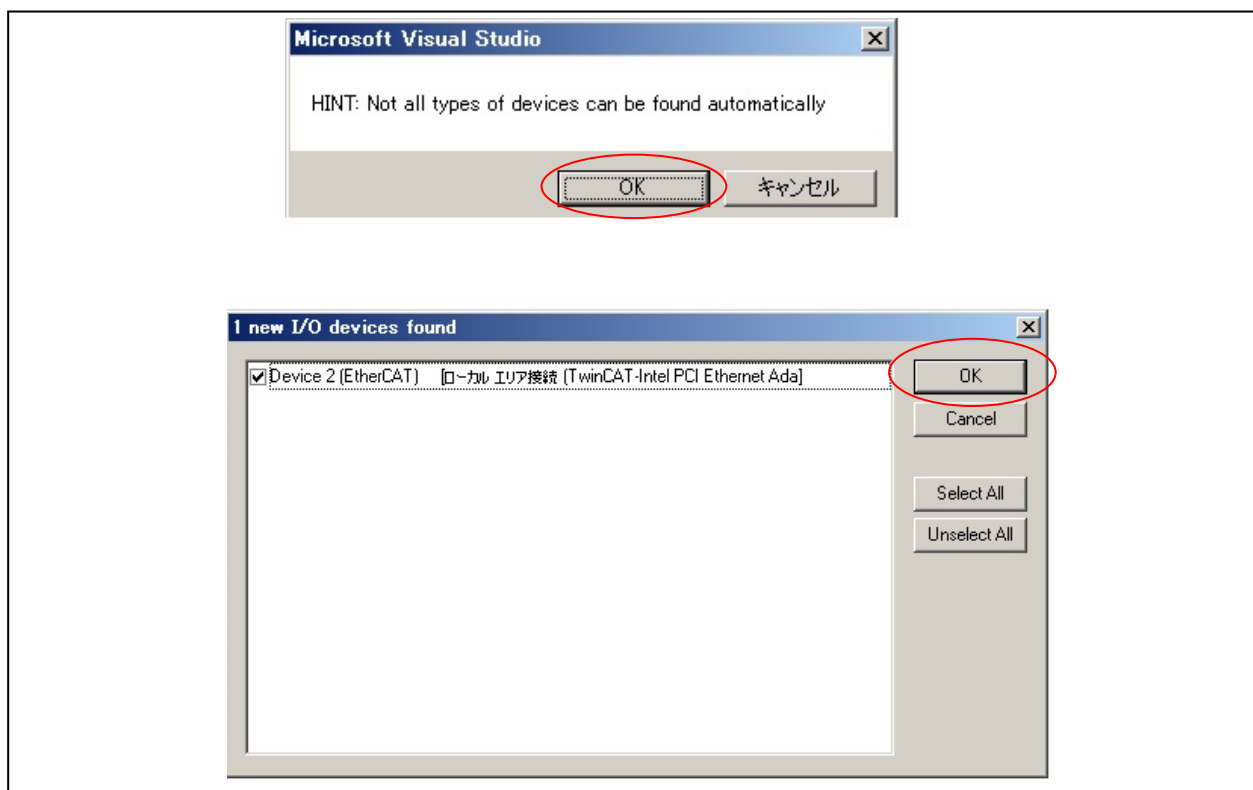 Microsoft Visual Studio
HINT: Not all types of devices can be found automatically
OK
キャンセル
1 new I/O devices found
Device 2 (EtherCAT) [ローカル エリア接続 (TwinCAT-Intel PCI Ethernet Ada]
OK
Cancel
Select All
Unselect All